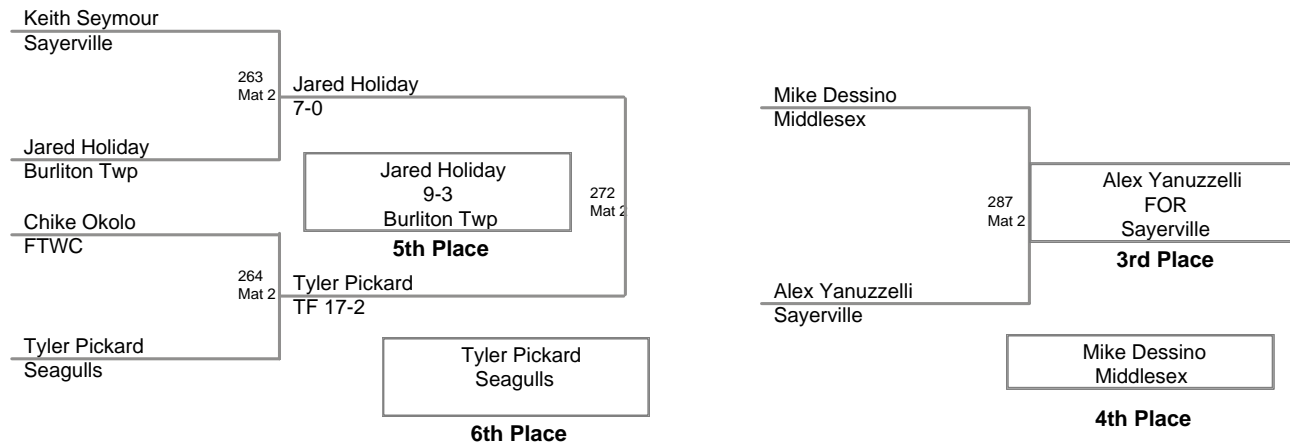 Keith Seymour
Sayerville
263
Mat 2
Jared Holiday
7-0
Jared Holiday
Burliton Twp
Jared Holiday
9-3
Burliton Twp
5th Place
272
Mat 2
Chike Okolo
FTWC
264
Mat 2
Tyler Pickard
TF 17-2
Tyler Pickard
Seagulls
Tyler Pickard
Seagulls
6th Place
Mike Dessino
Middlesex
287
Mat 2
Alex Yanuzzelli
FOR
Sayerville
3rd Place
Alex Yanuzzelli
Sayerville
Mike Dessino
Middlesex
4th Place